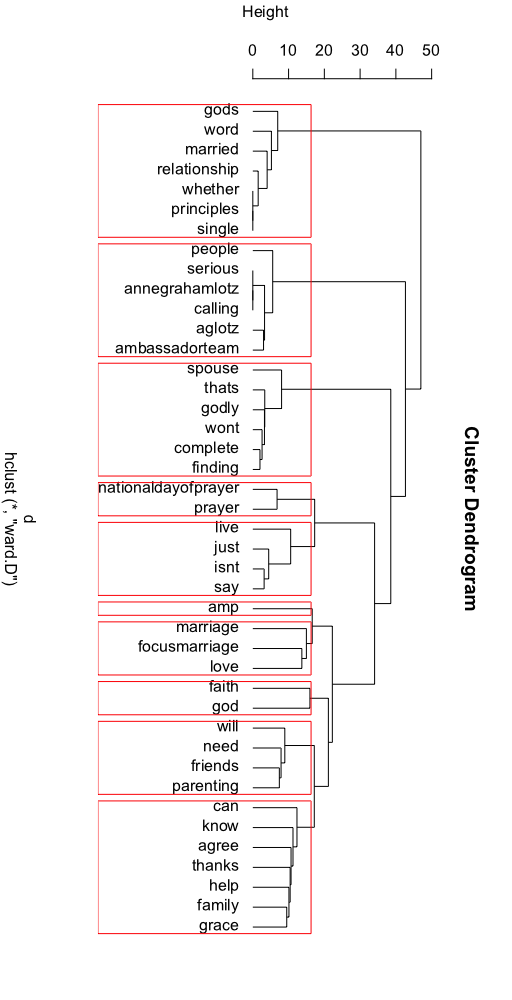 Height
0 10 20 30 40 50
gods
word
married
relationship
whether
principles
single
people
serious
annegrahamlotz
calling
aglotz
ambassadorteam
spouse
thats
godly
wont
complete
finding
nationaldayofprayer
prayer
live
just
isnt
say
amp
marriage
focusmarriage
love
faith
god
will
need
friends
parenting
can
know
agree
thanks
help
family
grace
Cluster Dendrogram
d
hclust (*, "ward.D")